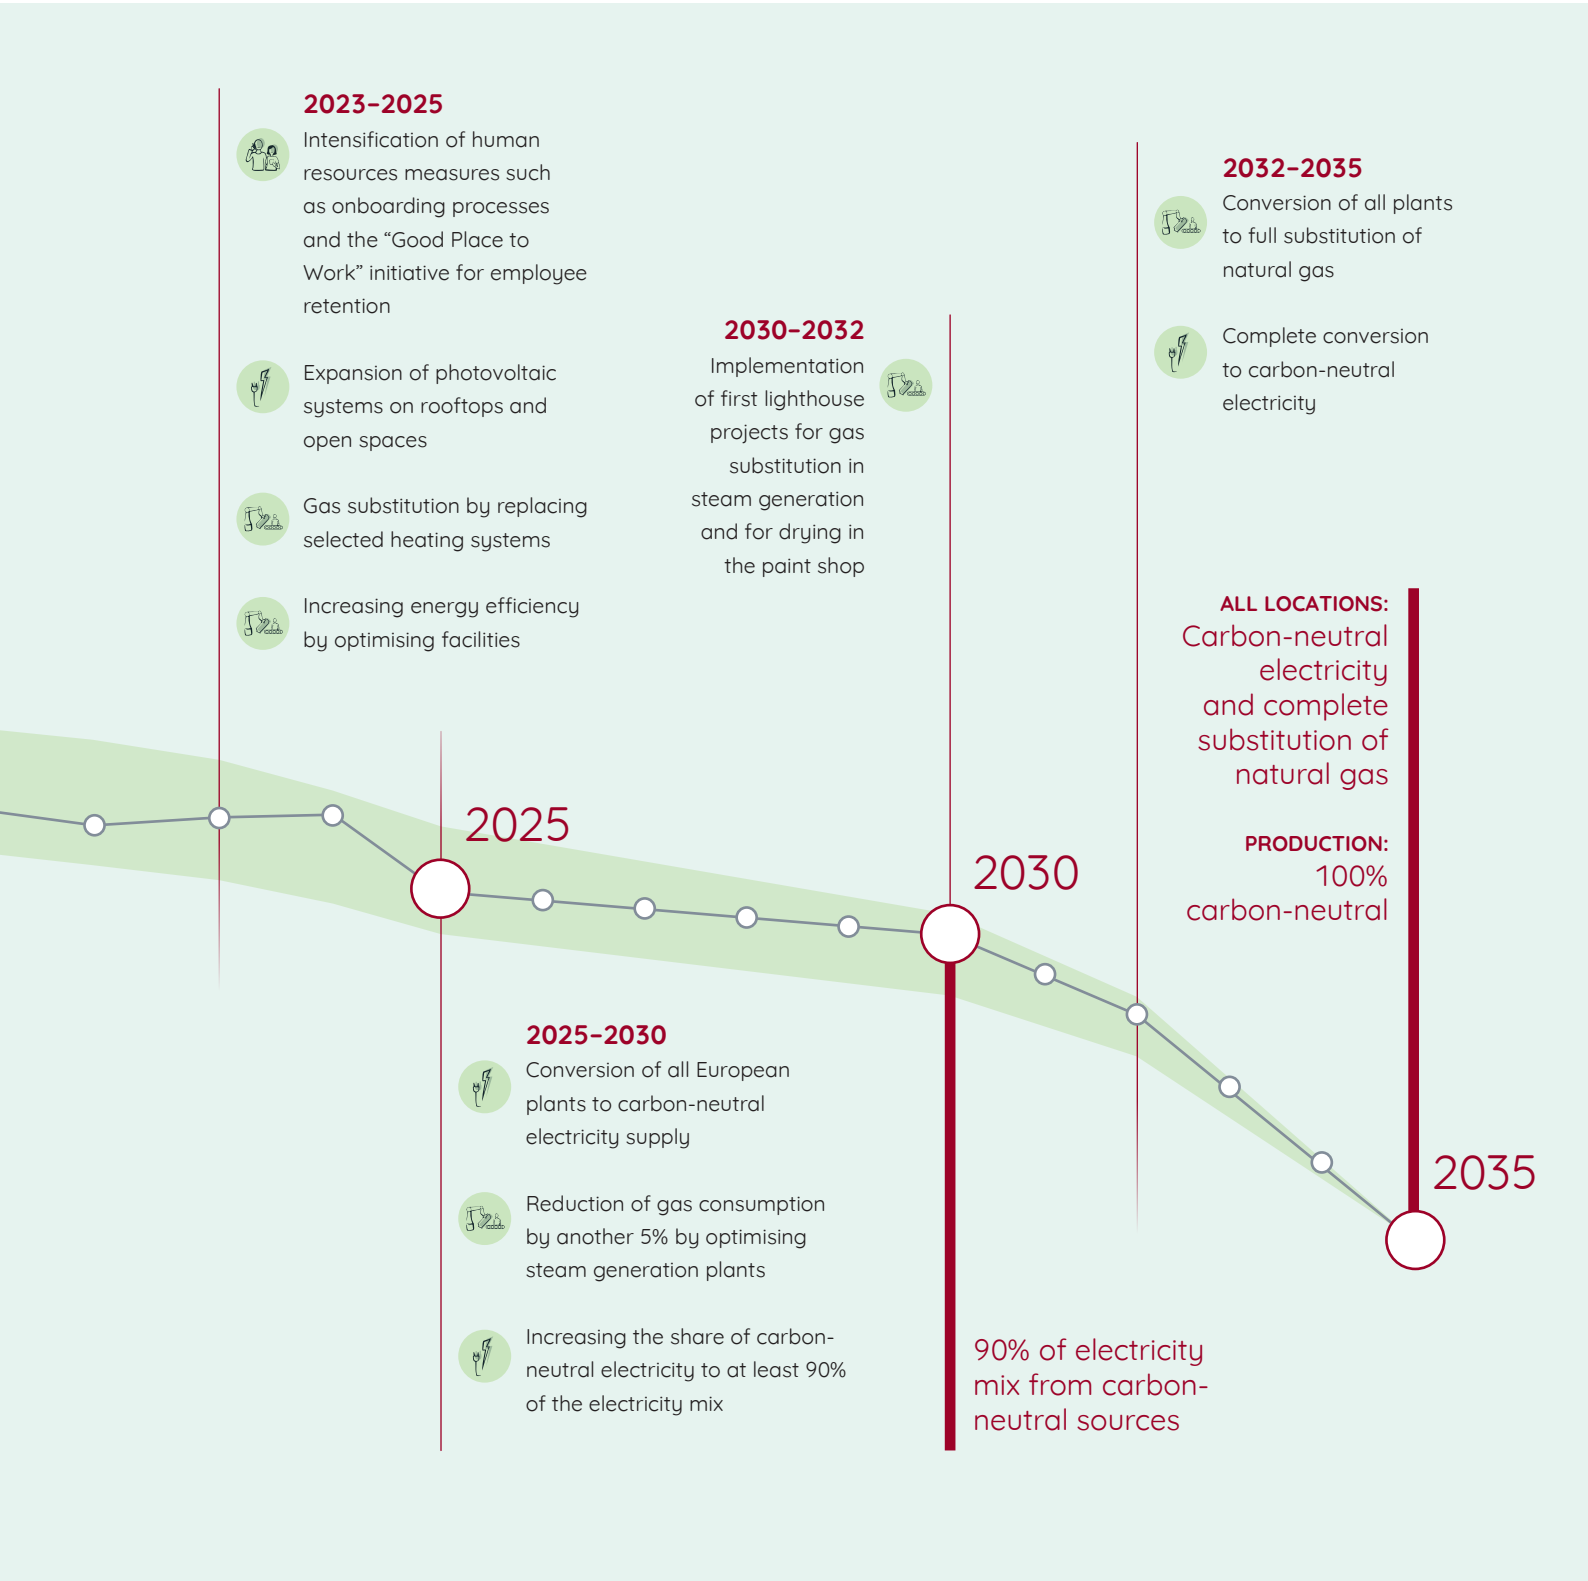 2023–2025
Intensification of human
resources measures such
as onboarding processes
and the “Good Place to
Work” initiative for employee
retention
Expansion of photovoltaic
systems on rooftops and
open spaces
Gas substitution by replacing
selected heating systems
Increasing energy efficiency
by optimising facilities
2030–2032
Implementation
of first lighthouse
projects for gas
substitution in
steam generation
and for drying in
the paint shop
2032–2035
Conversion of all plants
to full substitution of
natural gas
Complete conversion
to carbon-neutral
electricity
ALL LOCATIONS:
Carbon-neutral
electricity
and complete
substitution of
natural gas
PRODUCTION:
100%
carbon-neutral
2025
2030
2035
2025–2030
Conversion of all European
plants to carbon-neutral
electricity supply
Reduction of gas consumption
by another 5% by optimising
steam generation plants
Increasing the share of carbon-
neutral electricity to at least 90%
of the electricity mix
90% of electricity
mix from carbon-
neutral sources